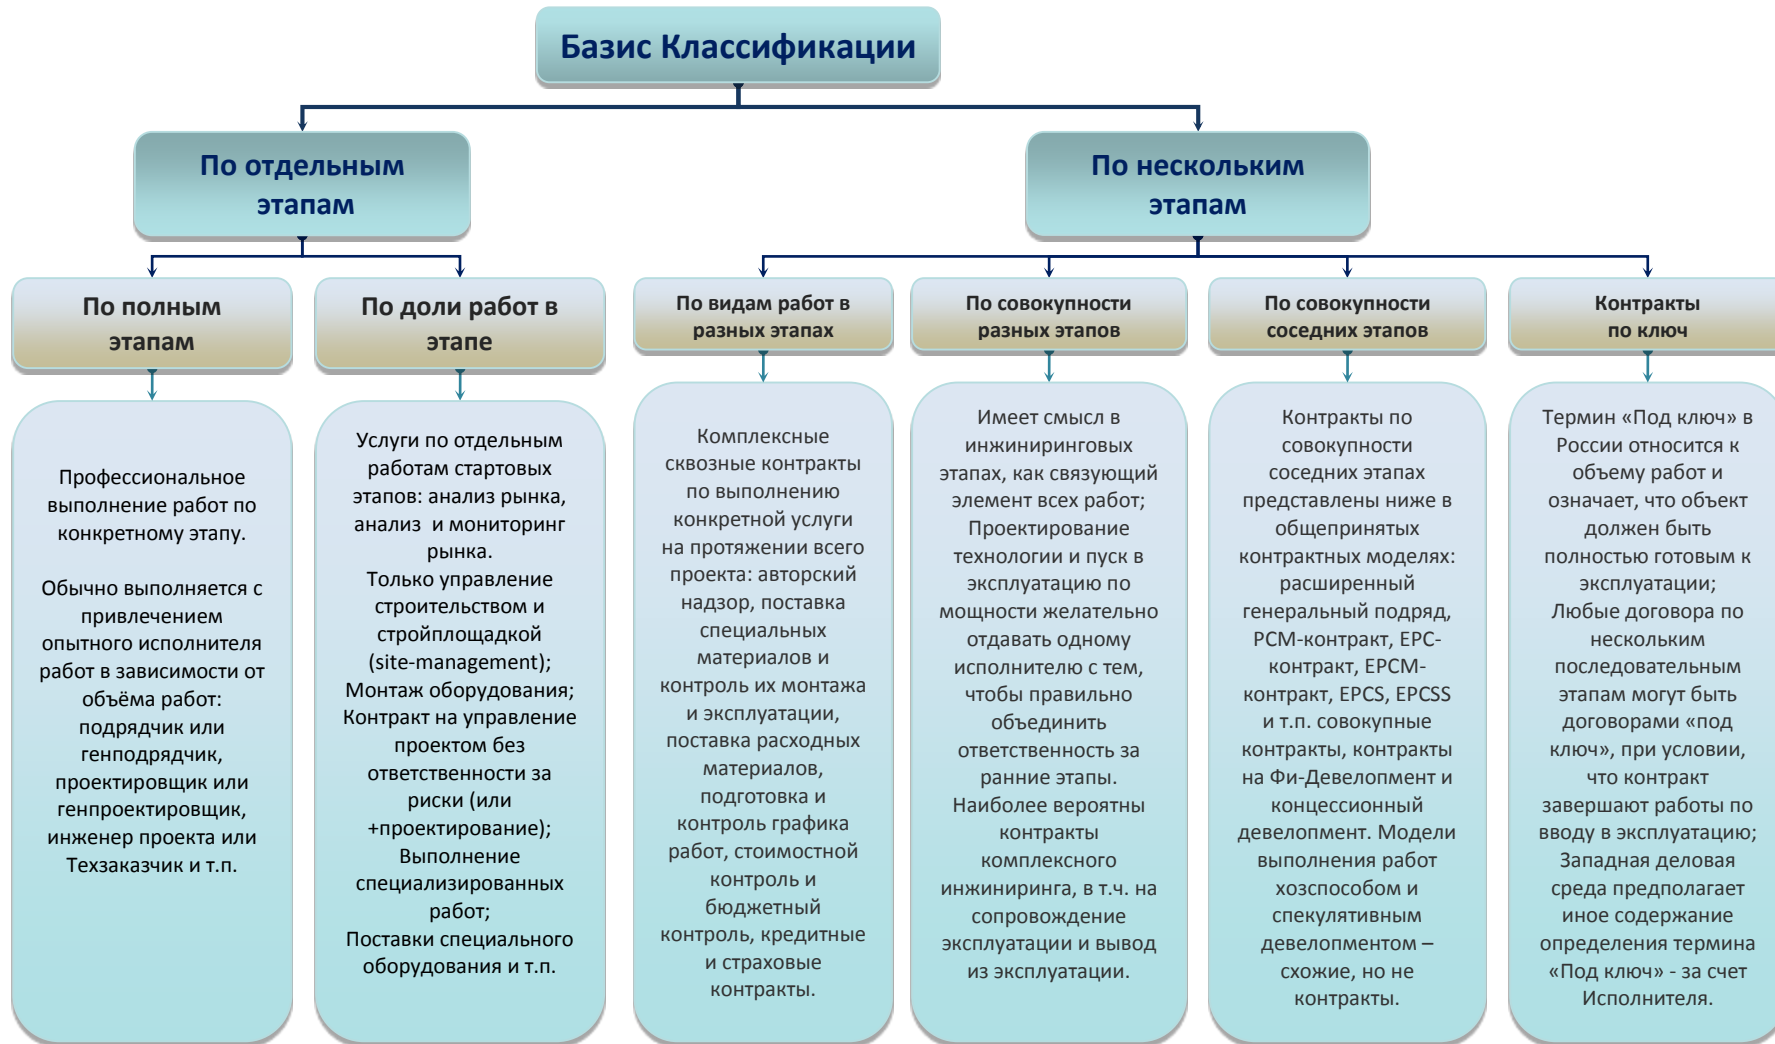 Базис Классификации
По отдельным
этапам
По нескольким
этапам
По полным
этапам
По доли работ в
этапе
По видам работ в
разных этапах
По совокупности
разных этапов
По совокупности
соседних этапов
Контракты
по ключ
Профессиональное
выполнение работ по
конкретному этапу.
Обычно выполняется с
привлечением
опытного исполнителя
работ в зависимости от
объёма работ:
подрядчик или
генподрядчик,
проектировщик или
генпроектировщик,
инженер проекта или
Техзаказчик и т.п.
Услуги по отдельным
работам стартовых
этапов: анализ рынка,
анализ  и мониторинг
рынка.
Только управление
строительством и
стройплощадкой
(site-management);
Монтаж оборудования;
Контракт на управление
проектом без
ответственности за
риски (или
+проектирование);
Выполнение
специализированных
работ;
Поставки специального
оборудования и т.п.
Комплексные
сквозные контракты
по выполнению
конкретной услуги
на протяжении всего
проекта: авторский
надзор, поставка
специальных
материалов и
контроль их монтажа
и эксплуатации,
поставка расходных
материалов,
подготовка и
контроль графика
работ, стоимостной
контроль и
бюджетный
контроль, кредитные
и страховые
контракты.
Имеет смысл в
инжиниринговых
этапах, как связующий
элемент всех работ;
Проектирование
технологии и пуск в
эксплуатацию по
мощности желательно
отдавать одному
исполнителю с тем,
чтобы правильно
объединить
ответственность за
ранние этапы.
Наиболее вероятны
контракты
комплексного
инжиниринга, в т.ч. на
сопровождение
эксплуатации и вывод
из эксплуатации.
Контракты по
совокупности
соседних этапах
представлены ниже в
общепринятых
контрактных моделях:
расширенный
генеральный подряд,
PCM-контракт, EPC-
контракт, EPCM-
контракт, EPCS, EPCSS
и т.п. совокупные
контракты, контракты
на Фи-Девелопмент и
концессионный
девелопмент. Модели
выполнения работ
хозспособом и
спекулятивным
девелопментом –
схожие, но не
контракты.
Термин «Под ключ» в
России относится к
объему работ и
означает, что объект
должен быть
полностью готовым к
эксплуатации;
Любые договора по
нескольким
последовательным
этапам могут быть
договорами «под
ключ», при условии,
что контракт
завершают работы по
вводу в эксплуатацию;
Западная деловая
среда предполагает
иное содержание
определения термина
«Под ключ» - за счет
Исполнителя.